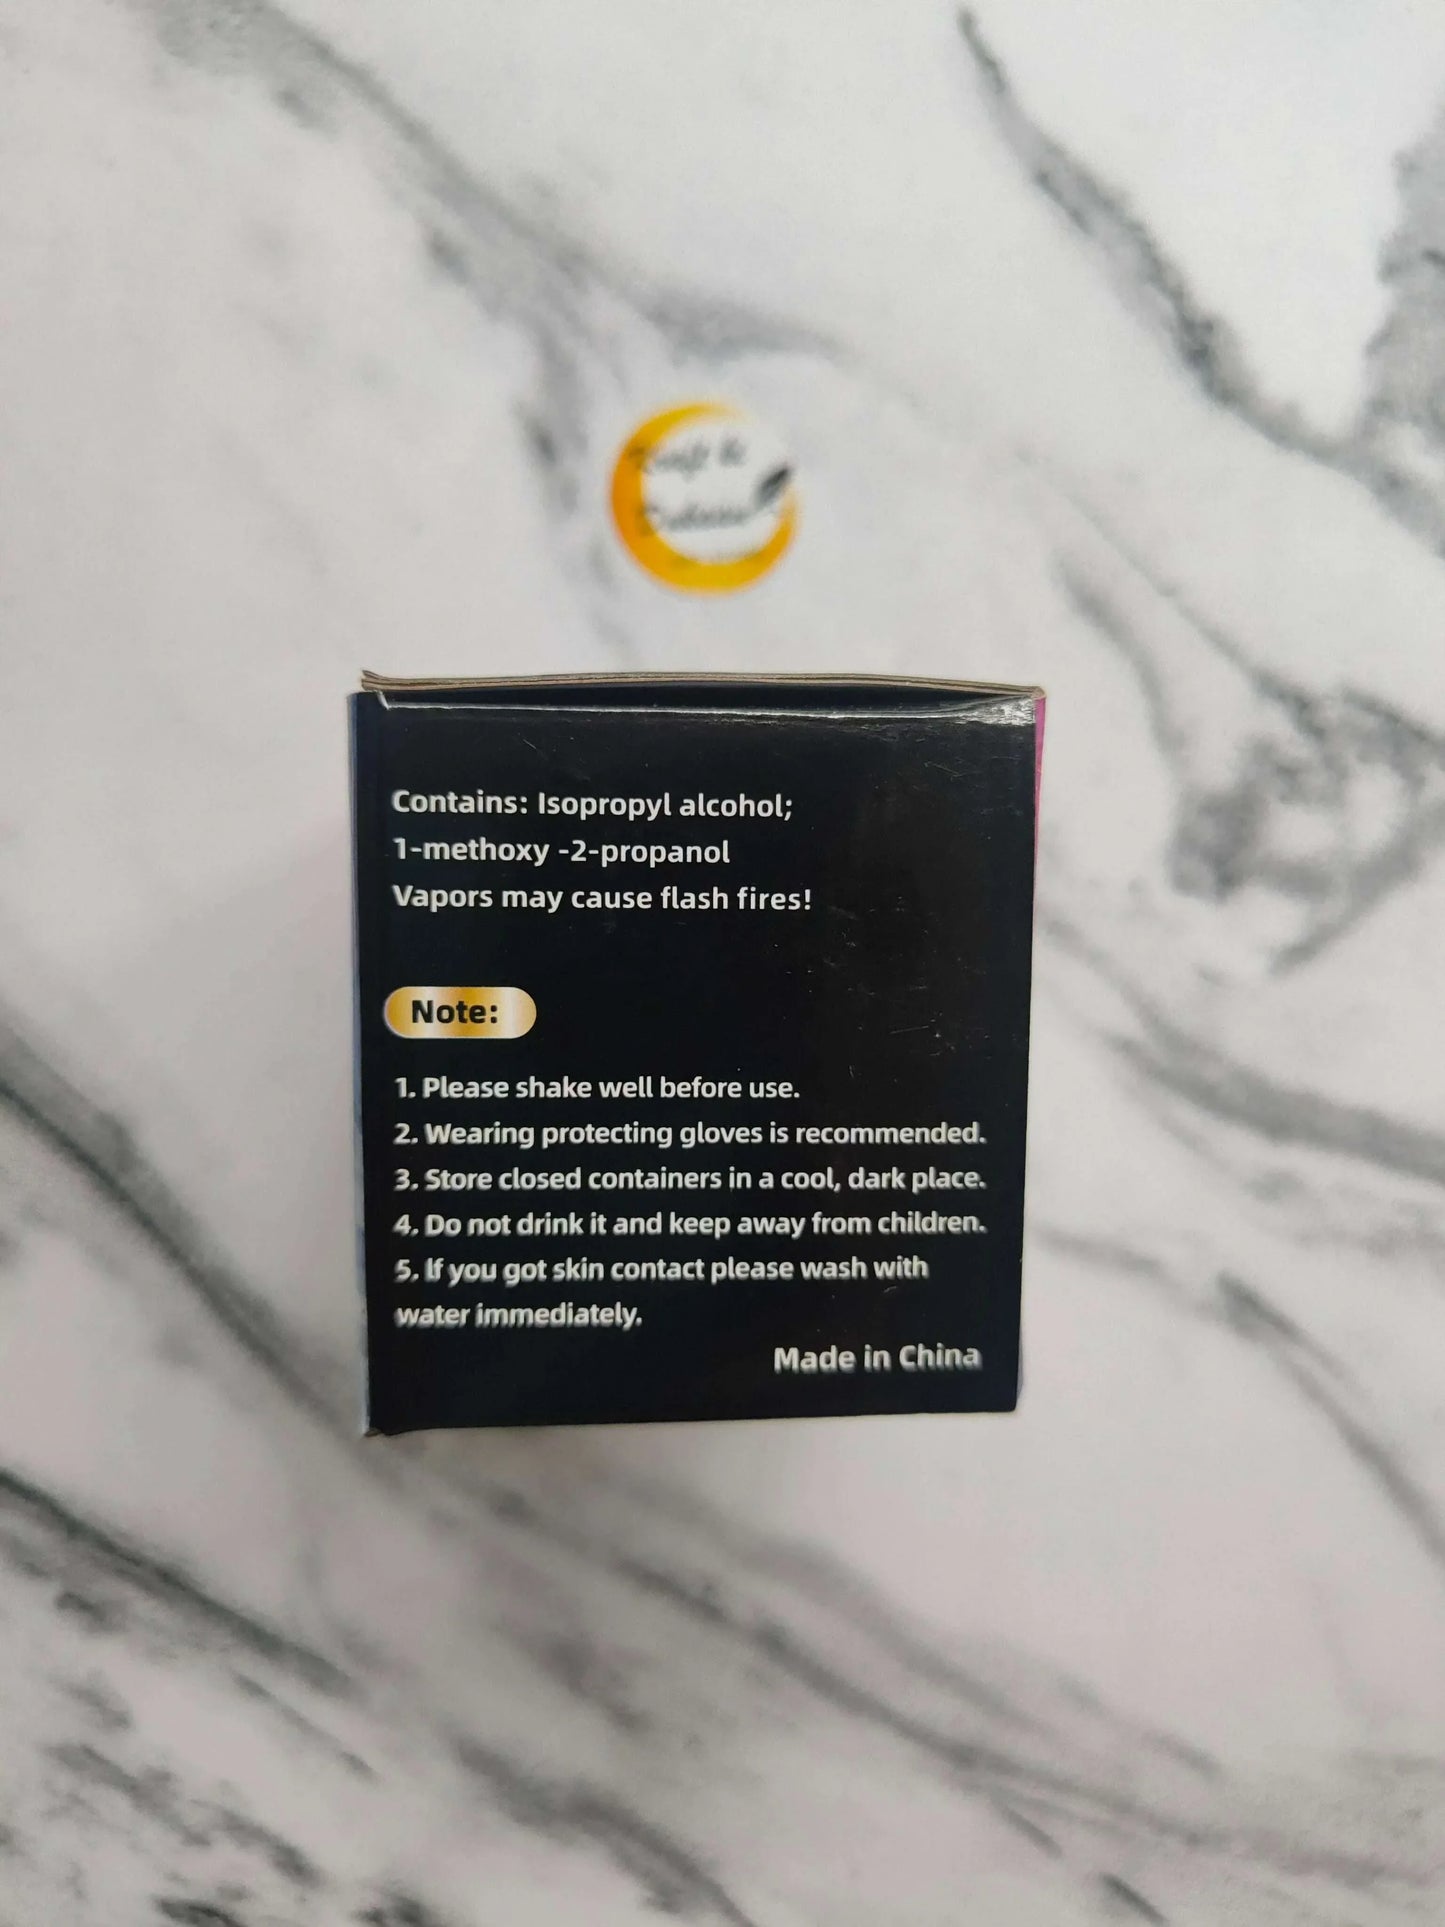 Contains: Isopropyl alcohol;
1-methoxy -2-propanol
Vapors may cause flash fires!
Note:
1. Please shake well before use.
2. Wearing protecting gloves is recommended.
3. Store closed containers in a cool, dark place.
4. Do not drink it and keep away from children.
5. If you got skin contact please wash with
water immediately.
Made in China